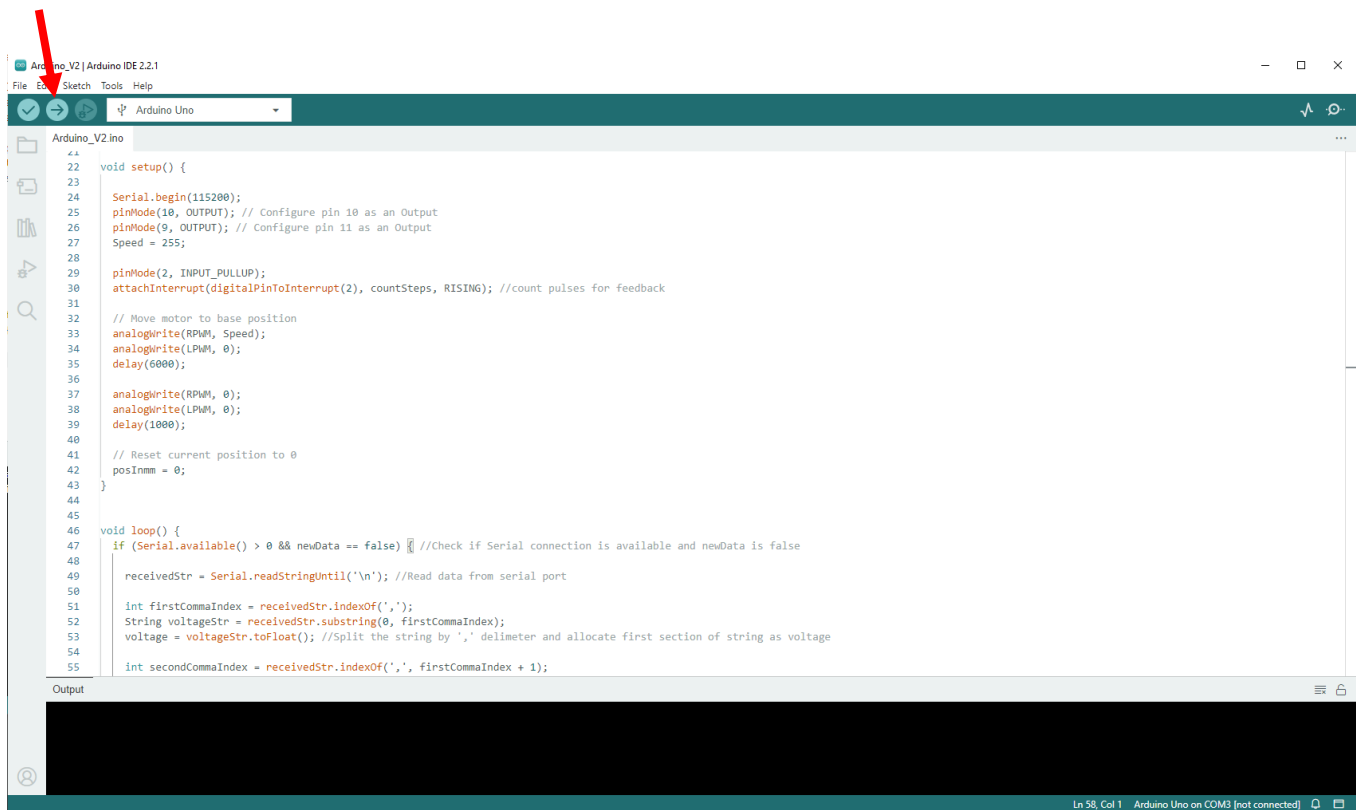 Arduino_V2 | Arduino IDE 2.2.1
File Edit Sketch Tools Help
Arduino Uno
Arduino_V2.ino
21
22 void setup() {
23
24 Serial.begin(115200);
25 pinMode(10, OUTPUT); // Configure pin 10 as an Output
26 pinMode(9, OUTPUT); // Configure pin 11 as an Output
27 Speed = 255;
28
29 pinMode(2, INPUT_PULLUP);
30 attachInterrupt(digitalPinToInterrupt(2), countSteps, RISING); //count pulses for feedback
31
32 // Move motor to base position
33 analogWrite(RPWM, Speed);
34 analogWrite(LPWM, 0);
35 delay(6000);
36
37 analogWrite(RPWM, 0);
38 analogWrite(LPWM, 0);
39 delay(1000);
40
41 // Reset current position to 0
42 posInmm = 0;
43 }
44
45
46 void loop() {
47 if (Serial.available() > 0 && newData == false) { //Check if Serial connection is available and newData is false
48
49 receivedStr = Serial.readStringUntil('\n'); //Read data from serial port
50
51 int firstCommaIndex = receivedStr.indexOf(',');
52 String voltageStr = receivedStr.substring(0, firstCommaIndex);
53 voltage = voltageStr.toFloat(); //Split the string by ',' delimeter and allocate first section of string as voltage
54
55 int secondCommaIndex = receivedStr.indexOf(',', firstCommaIndex + 1);
Output
Ln 58, Col 1 Arduino Uno on COM3 [not connected]